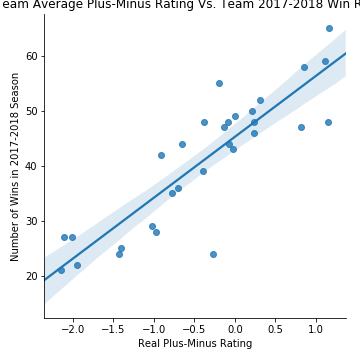 eam Average Plus-Minus Rating Vs. Team 2017-2018 Win R
Number of Wins in 2017-2018 Season
60
50
40
30
20
−2.0 −1.5 −1.0 −0.5 0.0 0.5 1.0
Real Plus-Minus Rating